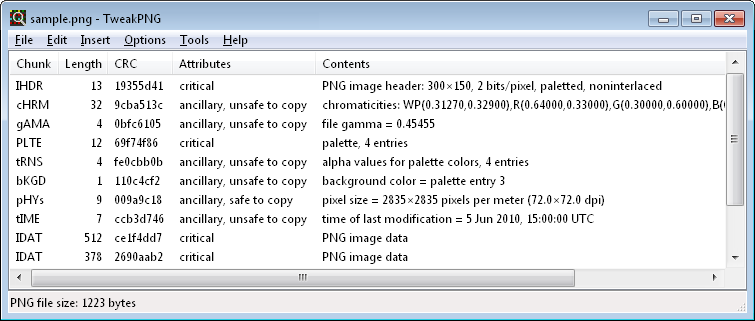 sample.png - TweakPNG
File Edit Insert Options Tools Help
Chunk Length CRC Attributes Contents
IHDR 13 19355d41 critical PNG image header: 300×150, 2 bits/pixel, paletted, noninterlaced
cHRM 32 9cba513c ancillary, unsafe to copy chromaticities: WP(0.31270,0.32900),R(0.64000,0.33000),G(0.30000,0.60000),B(0
gAMA 4 0bfc6105 ancillary, unsafe to copy file gamma = 0.45455
PLTE 12 69f74f86 critical palette, 4 entries
tRNS 4 fe0cbb0b ancillary, unsafe to copy alpha values for palette colors, 4 entries
bKGD 1 110c4cf2 ancillary, unsafe to copy background color = palette entry 3
pHYs 9 009a9c18 ancillary, safe to copy pixel size = 2835×2835 pixels per meter (72.0×72.0 dpi)
tIME 7 ccb3d746 ancillary, unsafe to copy time of last modification = 5 Jun 2010, 15:00:00 UTC
IDAT 512 ce1f4dd7 critical PNG image data
IDAT 378 2690aab2 critical PNG image data
PNG file size: 1223 bytes